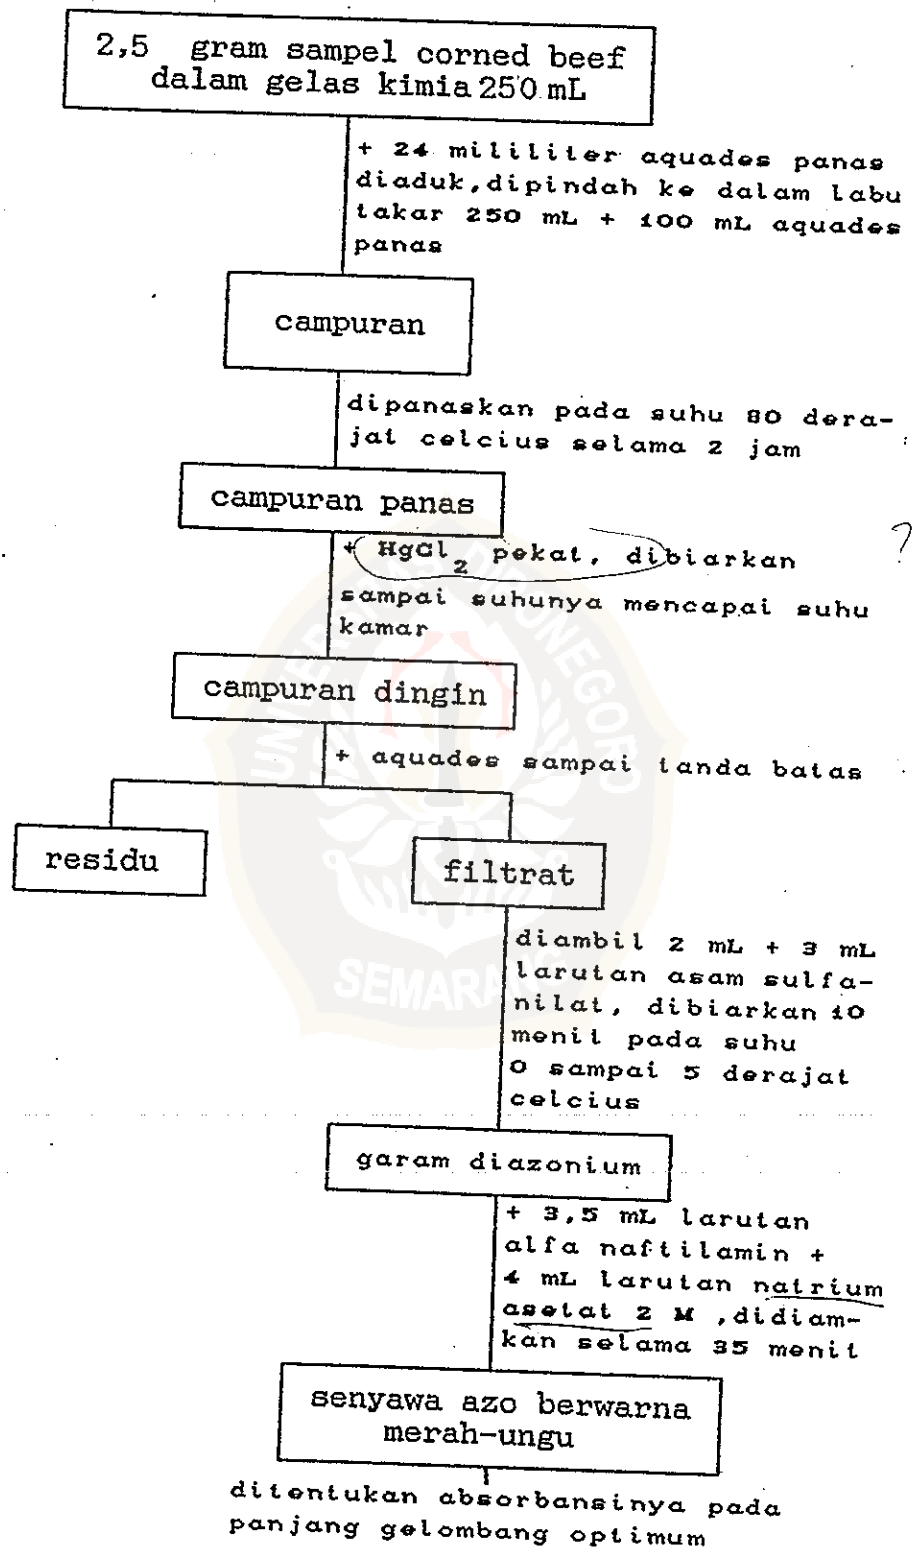 2,5 gram sampel corned beef
dalam gelas kimia 250 mL
+ 24 mililiter aquades panas
diaduk, dipindah ke dalam labu
takar 250 mL + 100 mL aquades
panas
campuran
dipanaskan pada suhu 80 dera-
jat celcius selama 2 jam
campuran panas
+ HgCl2 pekat, dibiarkan
?
sampai suhunya mencapai suhu
kamar
campuran dingin
+ aquades sampai tanda batas
residu
filtrat
diambil 2 mL + 3 mL
larutan asam sulfa-
nilat, dibiarkan 10
menit pada suhu
0 sampai 5 derajat
celcius
garam diazonium
+ 3,5 mL larutan
alfa naftilamin +
4 mL larutan natrium
asetat 2 M ,didiam-
kan selama 35 menit
senyawa azo berwarna
merah-ungu
ditentukan absorbansinya pada
panjang gelombang optimum
UNIVERSITAS DIPONEGORO
SEMARANG